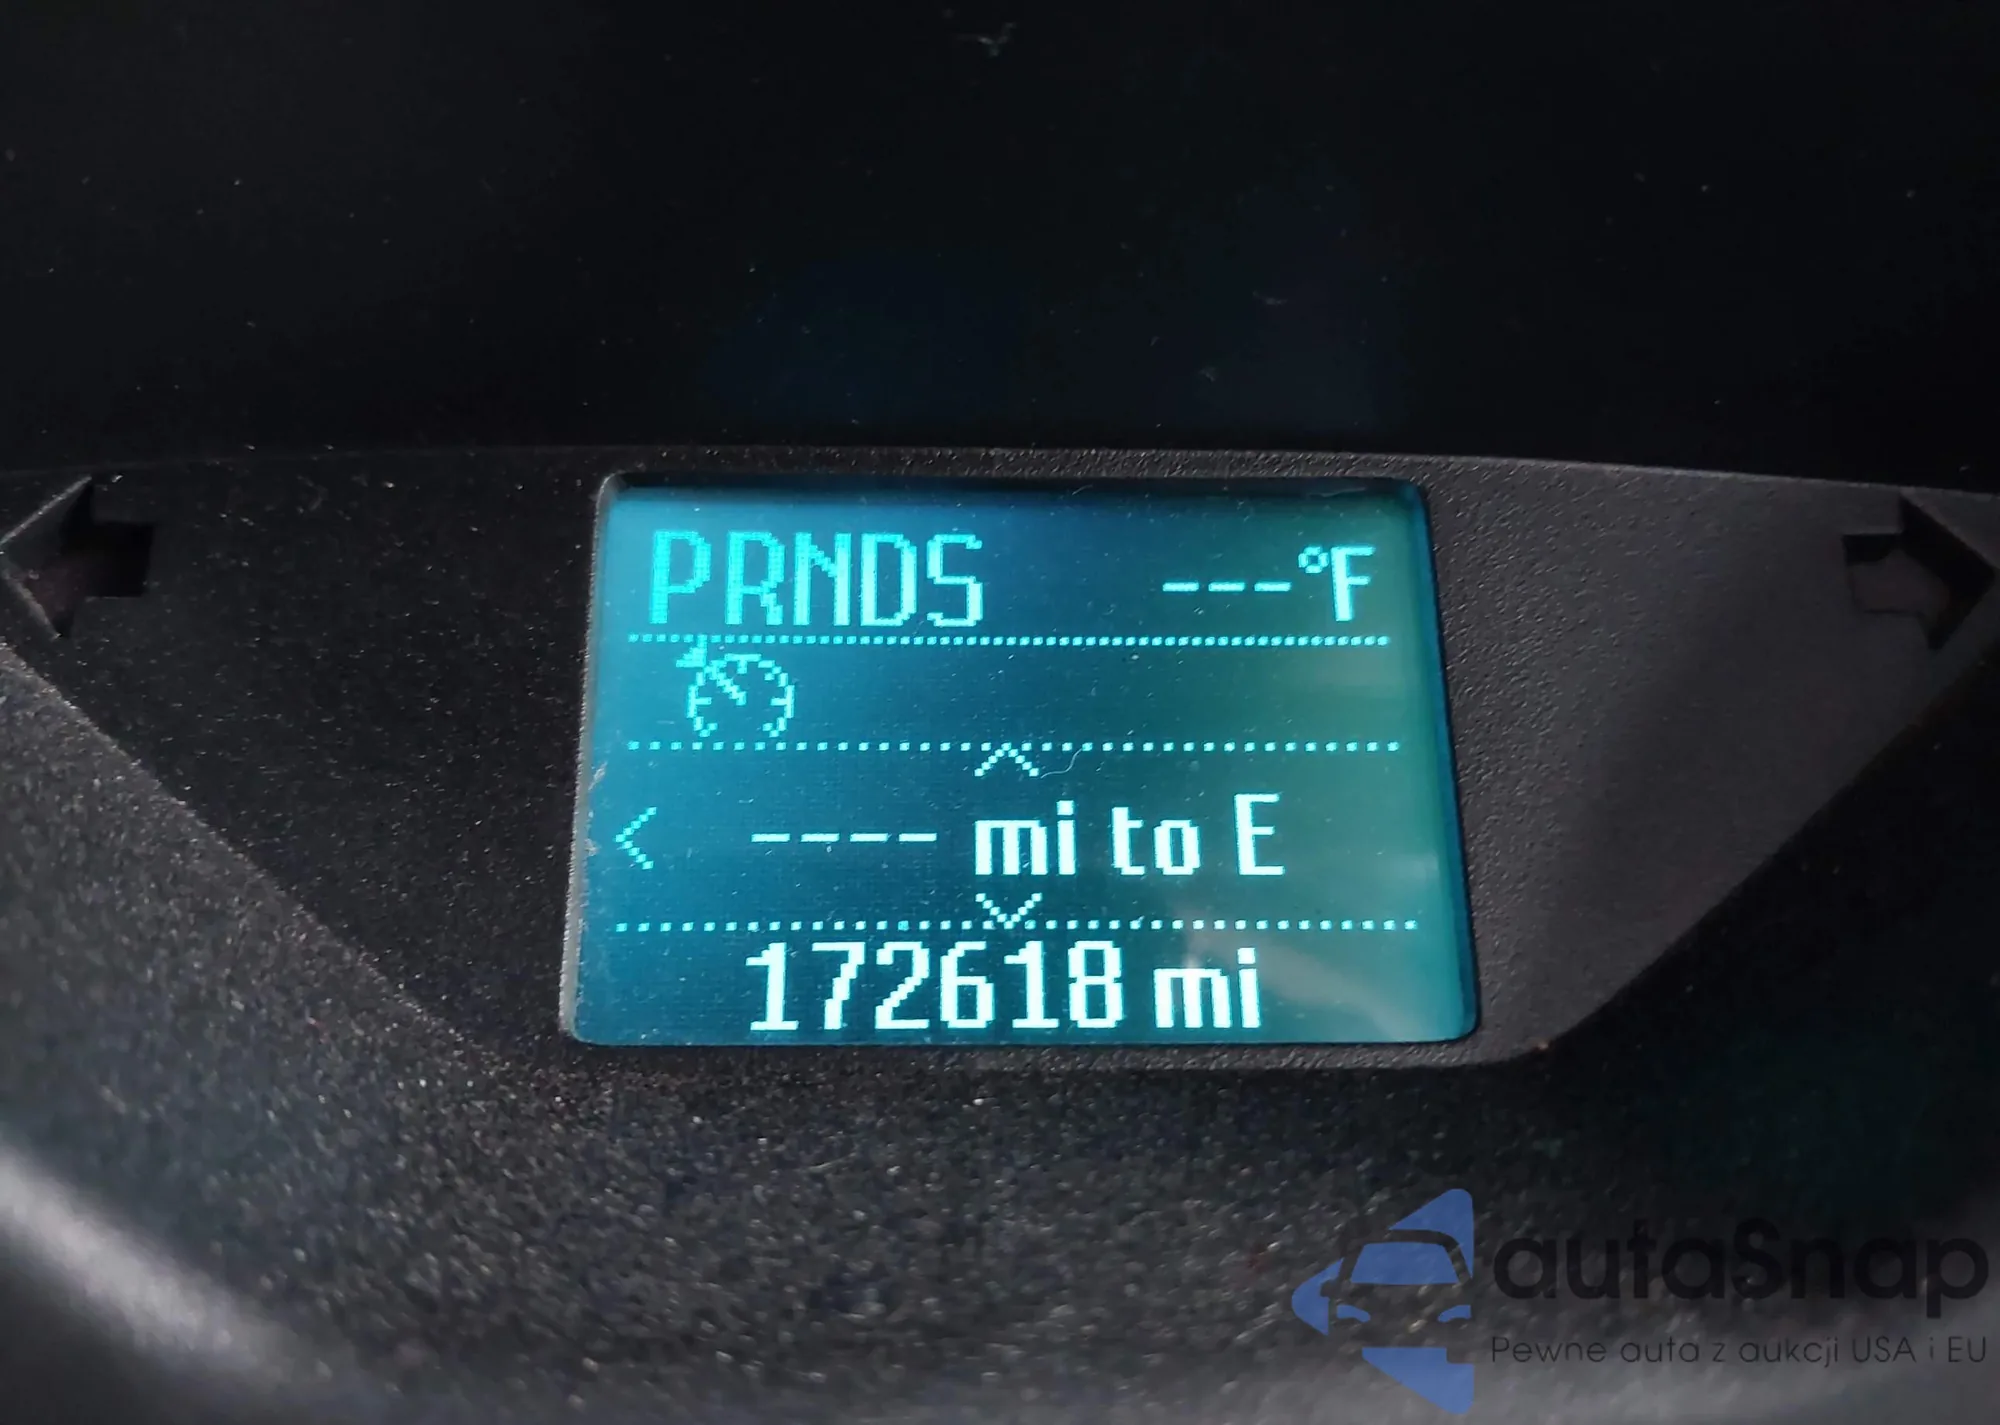 PRNDS ---°F
---- mi to E
172618 mi
autaSnap
Pewne auta z aukcji USA i EU